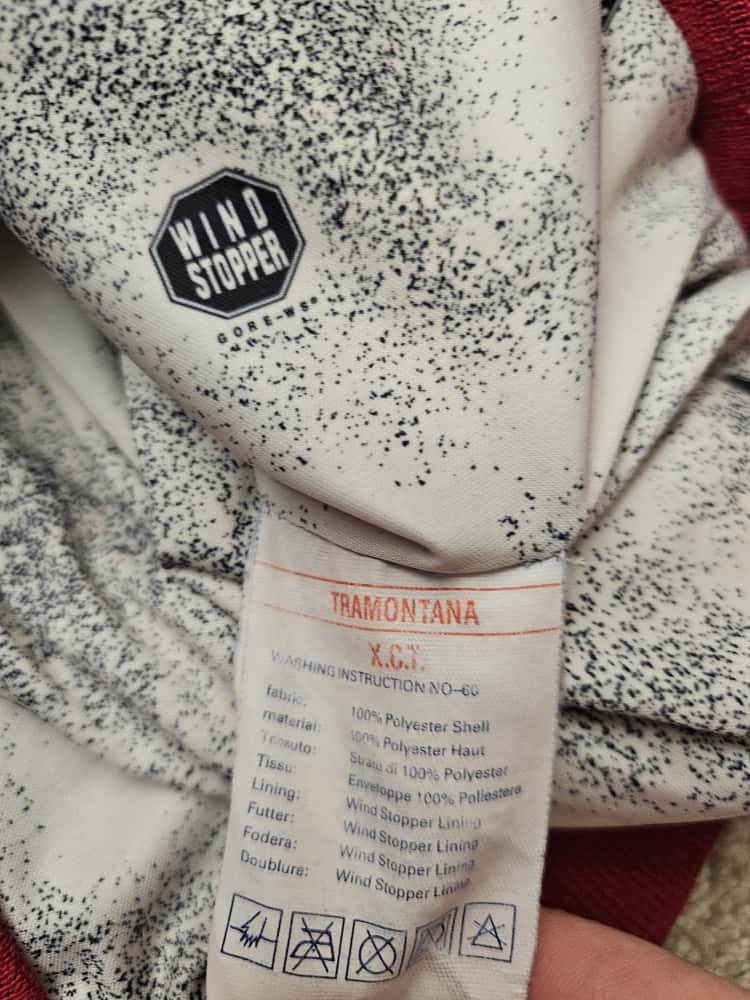 WIND
STOPPER
GORE-WS®
TRAMONTANA
X.C.T.
WASHING INSTRUCTION NO-60
fabric: 100% Polyester Shell
material: 100% Polyester Haut
Tessuto: Strato di 100% Polyester
Tissu: Enveloppe 100% Poliestere
Lining: Wind Stopper Lining
Futter: Wind Stopper Lining
Fodera: Wind Stopper Lining
Doublure: Wind Stopper Lining